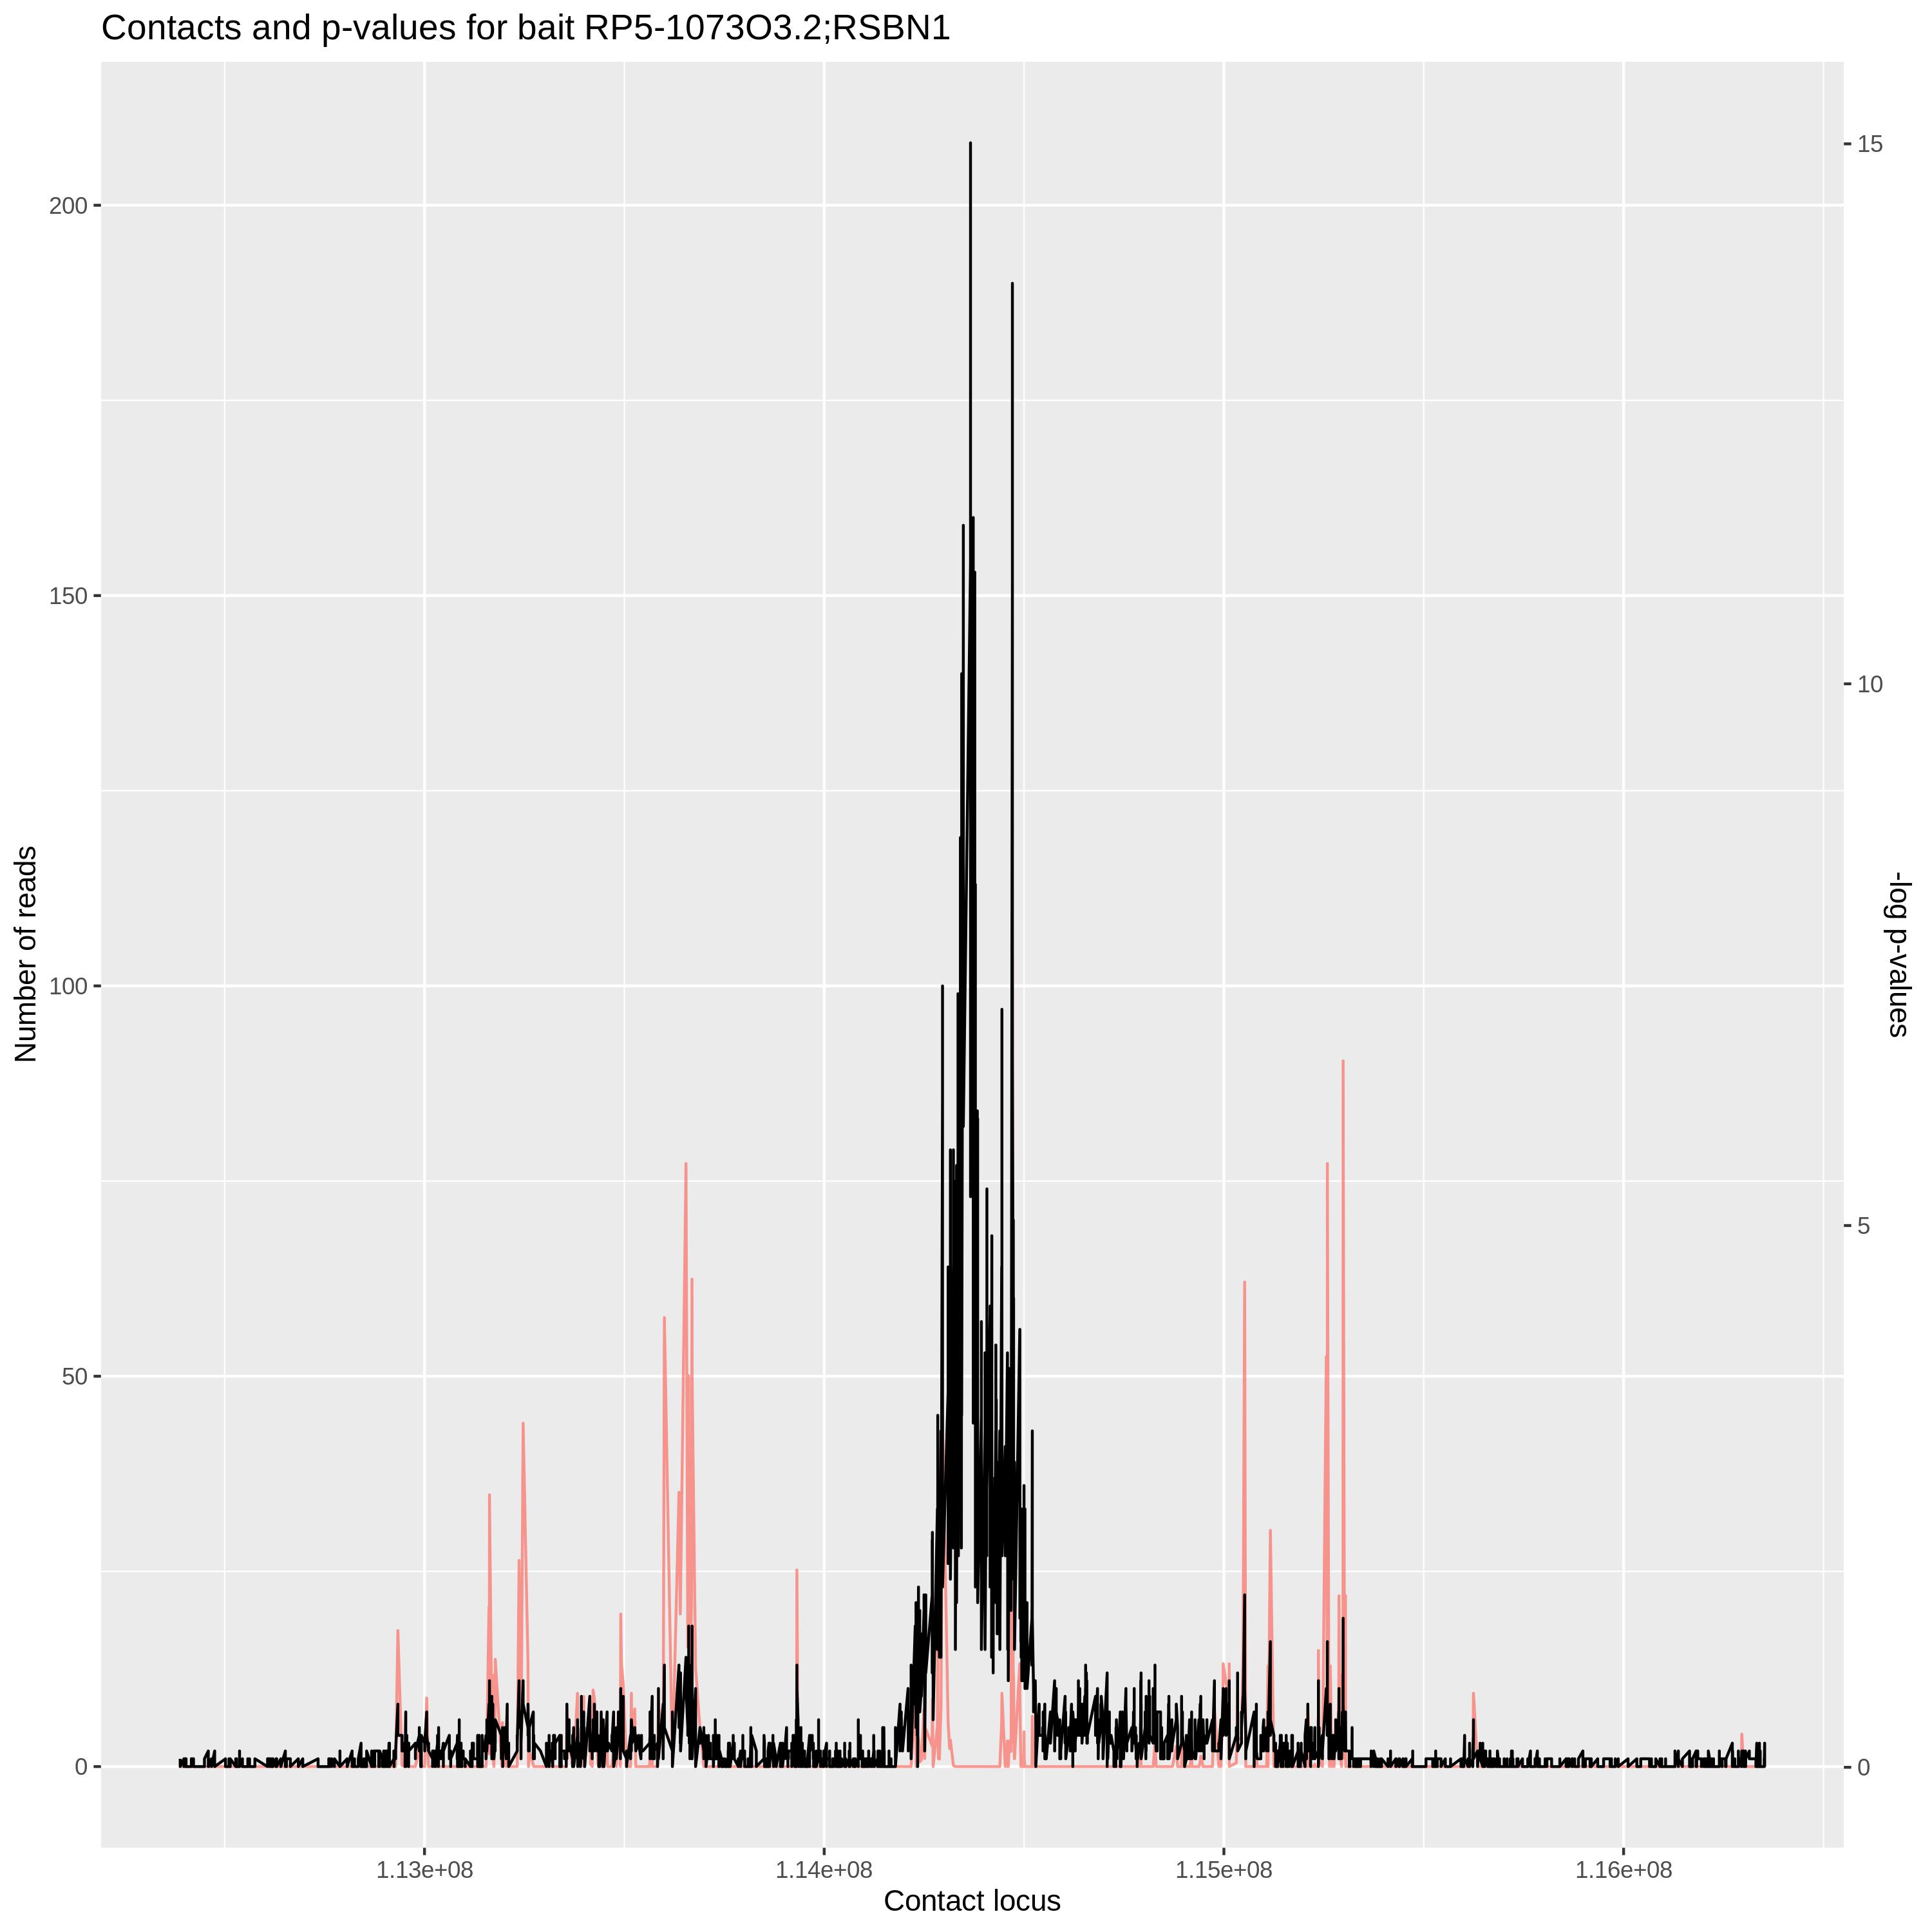 Contacts and p-values for bait RP5-1073O3.2;RSBN1
200
150
100
50
0
Number of reads
15
10
5
0
-log p-values
1.13e+08
1.14e+08
1.15e+08
1.16e+08
Contact locus